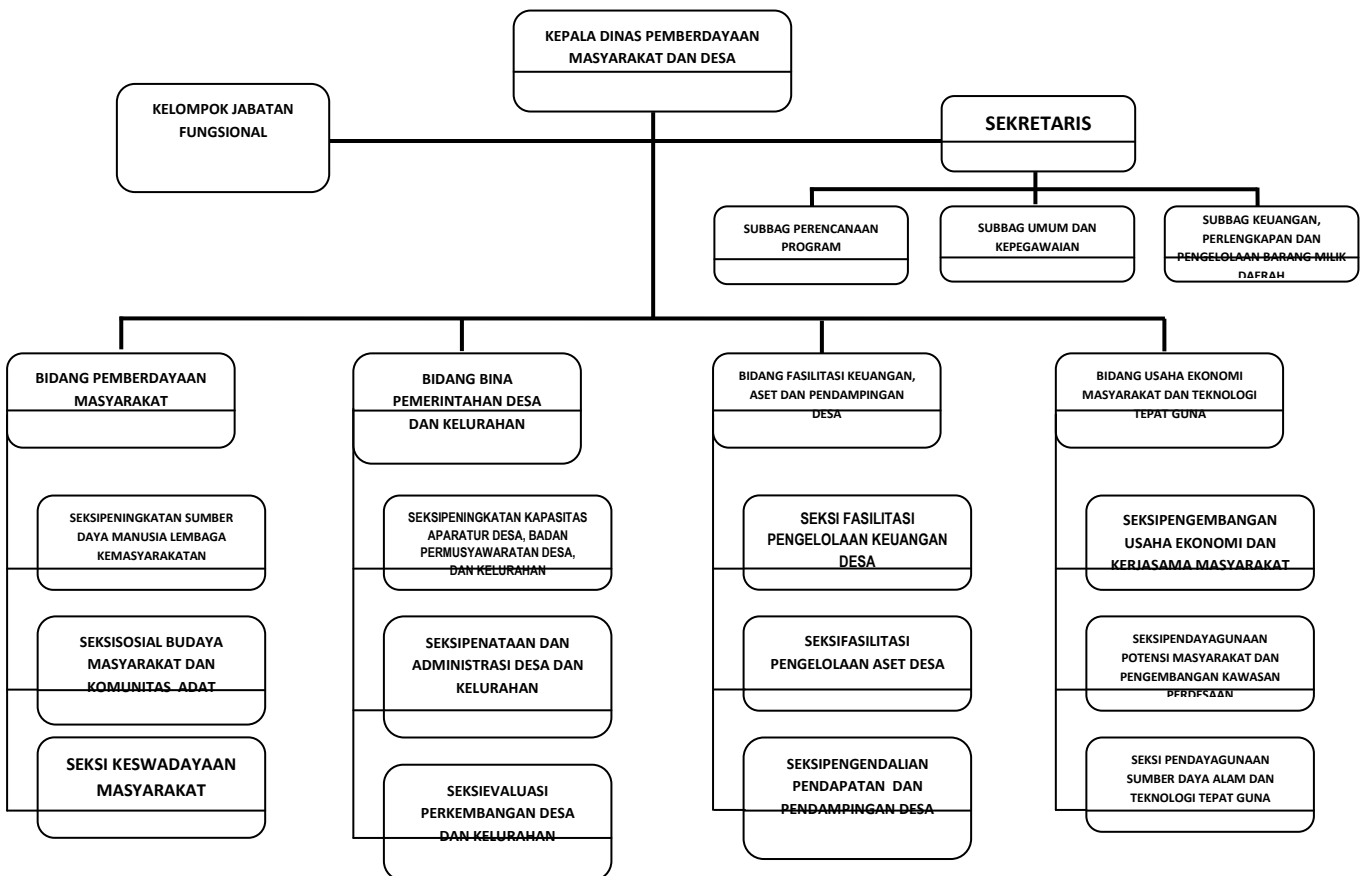 KEPALA DINAS PEMBERDAYAAN
MASYARAKAT DAN DESA
KELOMPOK JABATAN
FUNGSIONAL
SEKRETARIS
SUBBAG PERENCANAAN
PROGRAM
SUBBAG UMUM DAN
KEPEGAWAIAN
SUBBAG KEUANGAN,
PERLENGKAPAN DAN
PENGELOLAAN BARANG MILIK
DAERAH
BIDANG PEMBERDAYAAN
MASYARAKAT
BIDANG BINA
PEMERINTAHAN DESA
DAN KELURAHAN
BIDANG FASILITASI KEUANGAN,
ASET DAN PENDAMPINGAN
DESA
BIDANG USAHA EKONOMI
MASYARAKAT DAN TEKNOLOGI
TEPAT GUNA
SEKSIPENINGKATAN SUMBER
DAYA MANUSIA LEMBAGA
KEMASYARAKATAN
SEKSIPENINGKATAN KAPASITAS
APARATUR DESA, BADAN
PERMUSYAWARATAN DESA,
DAN KELURAHAN
SEKSI FASILITASI
PENGELOLAAN KEUANGAN
DESA
SEKSIPENGEMBANGAN
USAHA EKONOMI DAN
KERJASAMA MASYARAKAT
SEKSISOSIAL BUDAYA
MASYARAKAT DAN
KOMUNITAS ADAT
SEKSIPENATAAN DAN
ADMINISTRASI DESA DAN
KELURAHAN
SEKSIFASILITASI
PENGELOLAAN ASET DESA
SEKSIPENDAYAGUNAAN
POTENSI MASYARAKAT DAN
PENGEMBANGAN KAWASAN
PERDESAAN
SEKSI KESWADAYAAN
MASYARAKAT
SEKSIEVALUASI
PERKEMBANGAN DESA
DAN KELURAHAN
SEKSIPENGENDALIAN
PENDAPATAN DAN
PENDAMPINGAN DESA
SEKSI PENDAYAGUNAAN
SUMBER DAYA ALAM DAN
TEKNOLOGI TEPAT GUNA